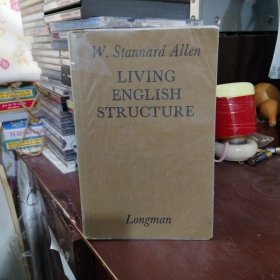 W. Stannard Allen
LIVING
ENGLISH
STRUCTURE
Longman